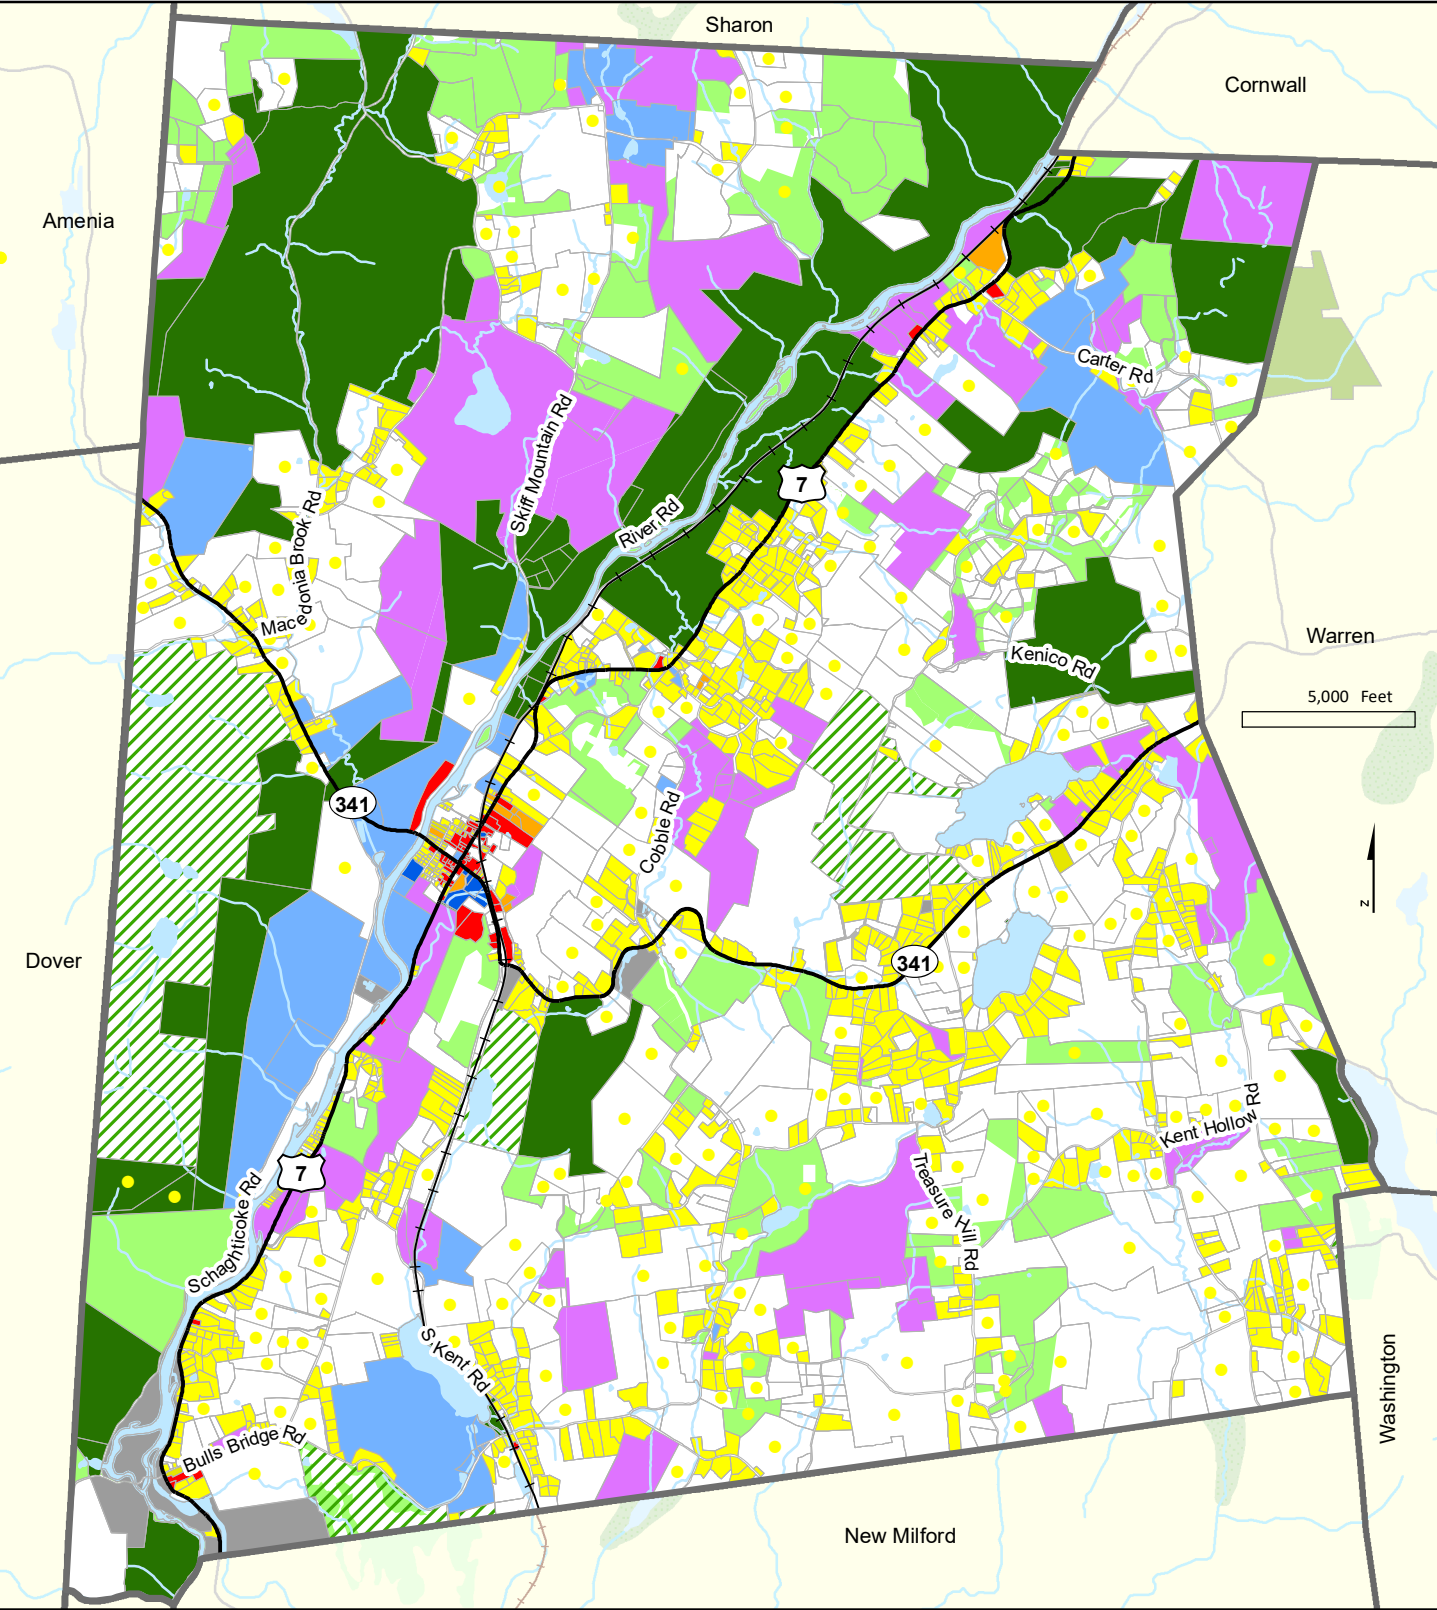 Sharon
Cornwall
Amenia
Carter Rd
Skiff Mountain Rd
7
River Rd
Macedonia Brook Rd
Warren
Kenico Rd
5,000 Feet
341
Cobble Rd
z
341
Dover
Kent Hollow Rd
7
Treasure Hill Rd
Schaghticoke Rd
S Kent Rd
Washington
Bulls Bridge Rd
New Milford